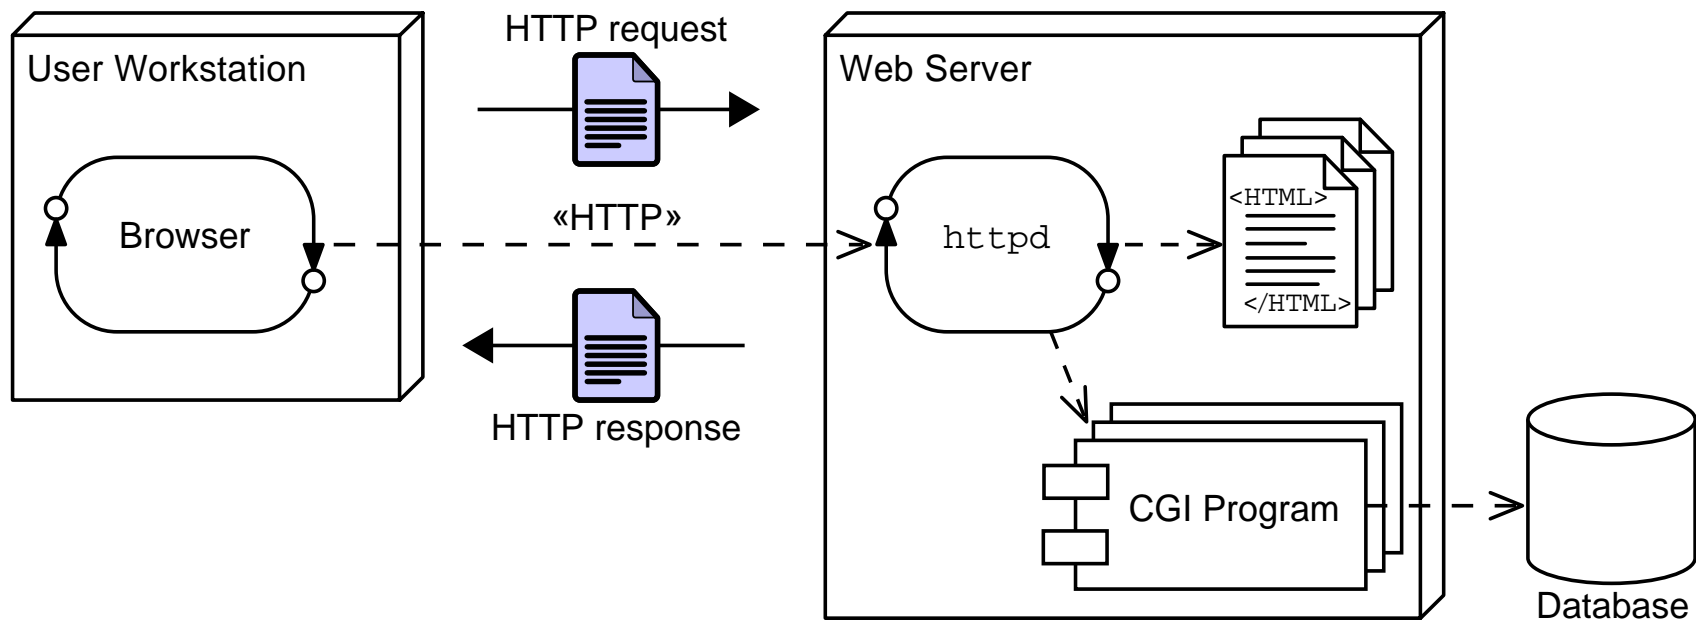 HTTP request
User Workstation
Web Server
<HTML>
«HTTP»
Browser
httpd
</HTML>
HTTP response
CGI Program
Database